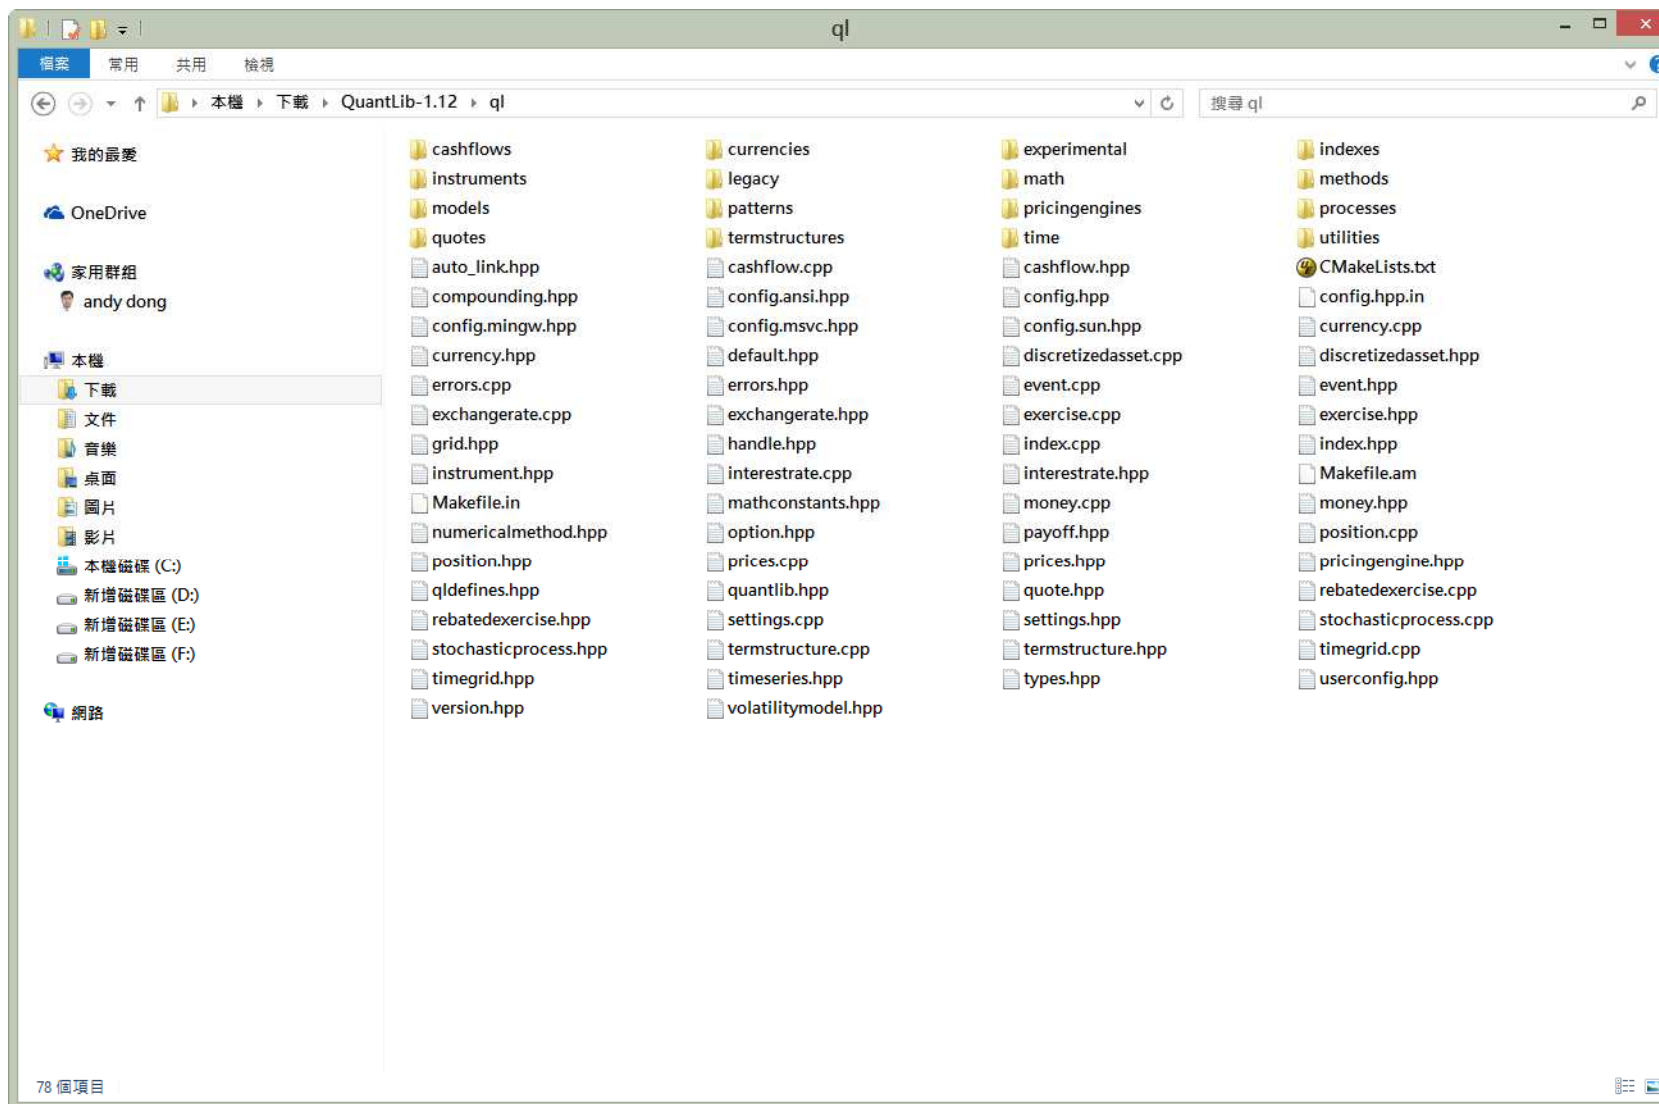 ql
檔案 常用 共用 檢視
本機 下載 QuantLib-1.12 ql 搜尋 ql
我的最愛
OneDrive
家用群組
andy dong
本機
下載
文件
音樂
桌面
圖片
影片
本機磁碟 (C:)
新增磁碟區 (D:)
新增磁碟區 (E:)
新增磁碟區 (F:)
網路
cashflows currencies experimental indexes
instruments legacy math methods
models patterns pricingengines processes
quotes termstructures time utilities
auto_link.hpp cashflow.cpp cashflow.hpp CMakeLists.txt
compounding.hpp config.ansi.hpp config.hpp config.hpp.in
config.mingw.hpp config.msvc.hpp config.sun.hpp currency.cpp
currency.hpp default.hpp discretizedasset.cpp discretizedasset.hpp
errors.cpp errors.hpp event.cpp event.hpp
exchangerate.cpp exchangerate.hpp exercise.cpp exercise.hpp
grid.hpp handle.hpp index.cpp index.hpp
instrument.hpp interestrate.cpp interestrate.hpp Makefile.am
Makefile.in mathconstants.hpp money.cpp money.hpp
numericalmethod.hpp option.hpp payoff.hpp position.cpp
position.hpp prices.cpp prices.hpp pricingengine.hpp
qldefines.hpp quantlib.hpp quote.hpp rebatedexercise.cpp
rebatedexercise.hpp settings.cpp settings.hpp stochasticprocess.cpp
stochasticprocess.hpp termstructure.cpp termstructure.hpp timegrid.cpp
timegrid.hpp timeseries.hpp types.hpp userconfig.hpp
version.hpp volatilitymodel.hpp
78 個項目